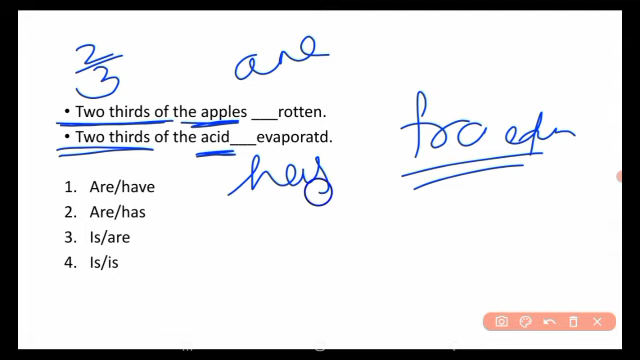 2/3
are
• Two thirds of the apples ___rotten.
• Two thirds of the acid___evaporatd.
has
1. Are/have
2. Are/has
3. Is/are
4. Is/is